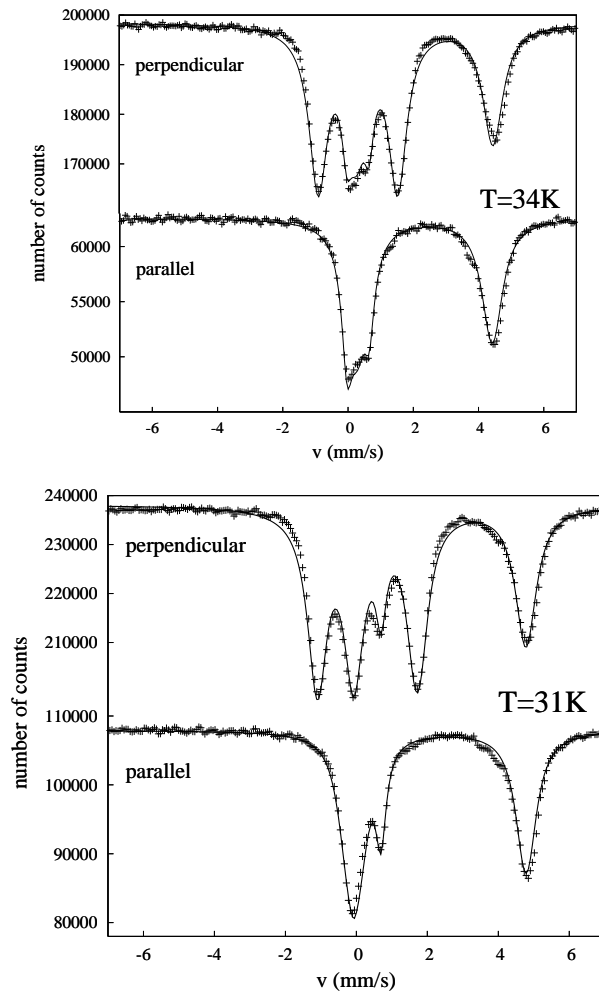 200000
190000
180000
170000
60000
50000
55000
number of counts
perpendicular
parallel
T=34K
-6 -4 -2 0 2 4 6
v (mm/s)
240000
230000
220000
210000
110000
100000
90000
80000
number of counts
perpendicular
parallel
T=31K
-6 -4 -2 0 2 4 6
v (mm/s)